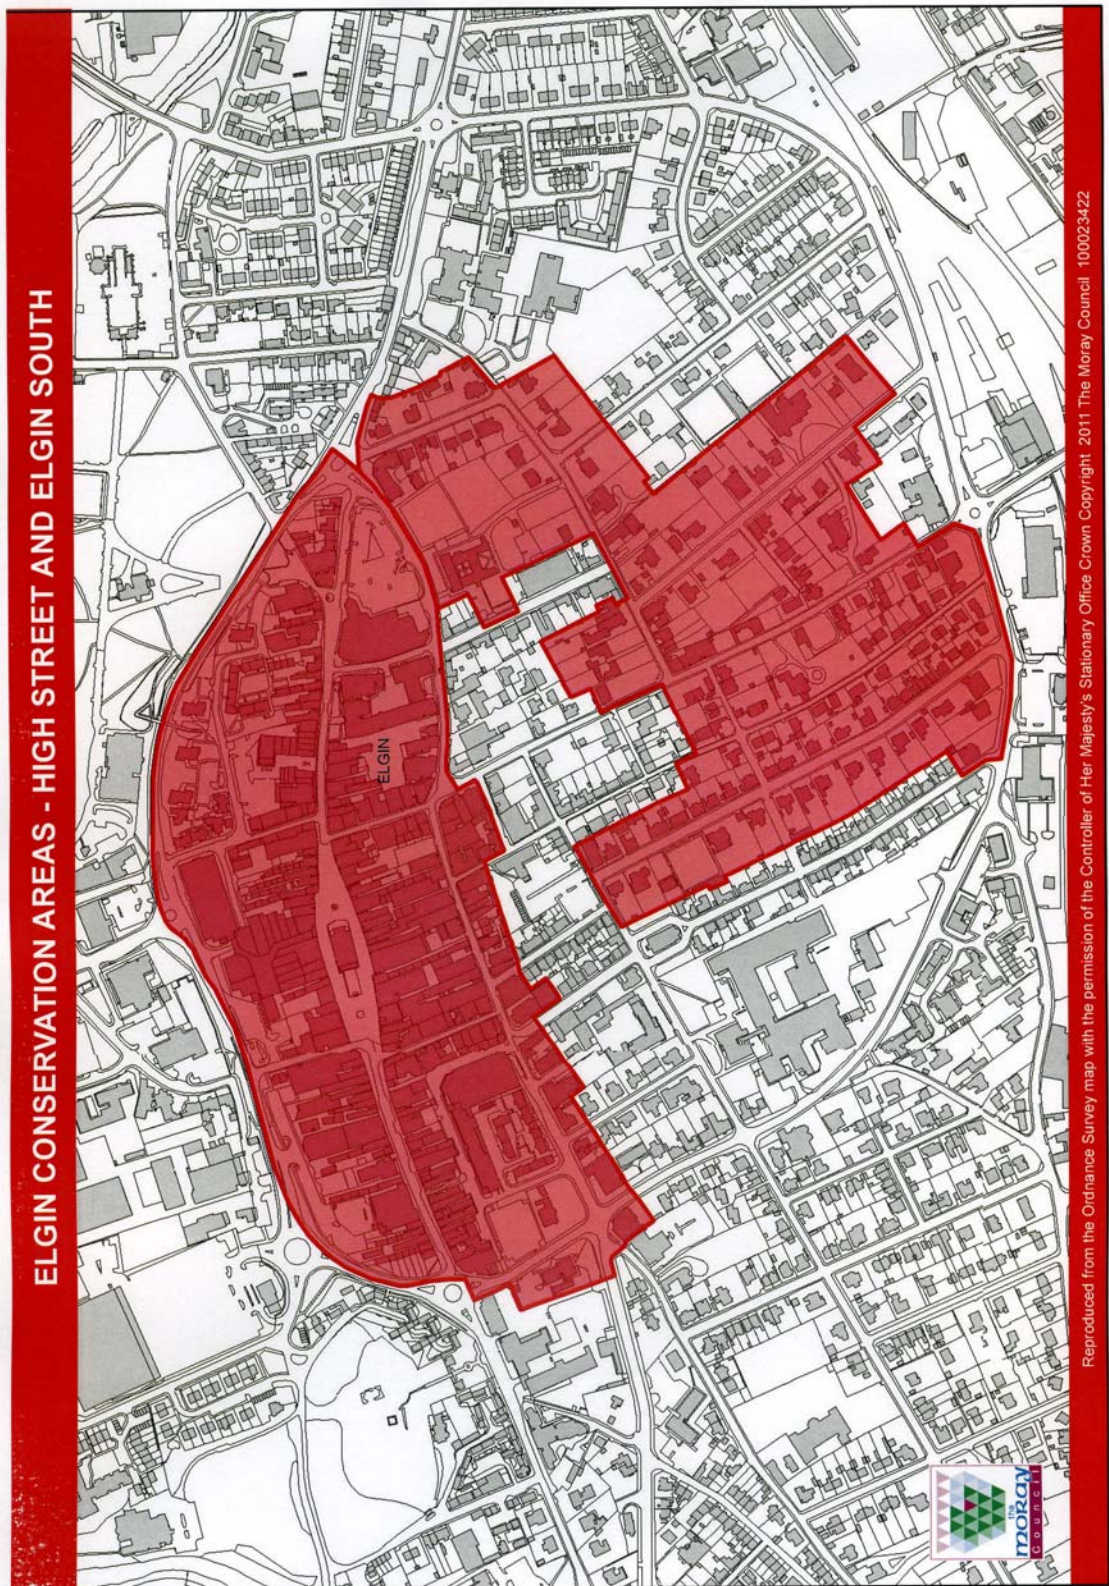 ELGIN CONSERVATION AREAS - HIGH STREET AND ELGIN SOUTH
ELGIN
the
MORAY
Council
Reproduced from the Ordnance Survey map with the permission of the Controller of Her Majesty's Stationary Office Crown Copyright 2011 The Moray Council 100023422